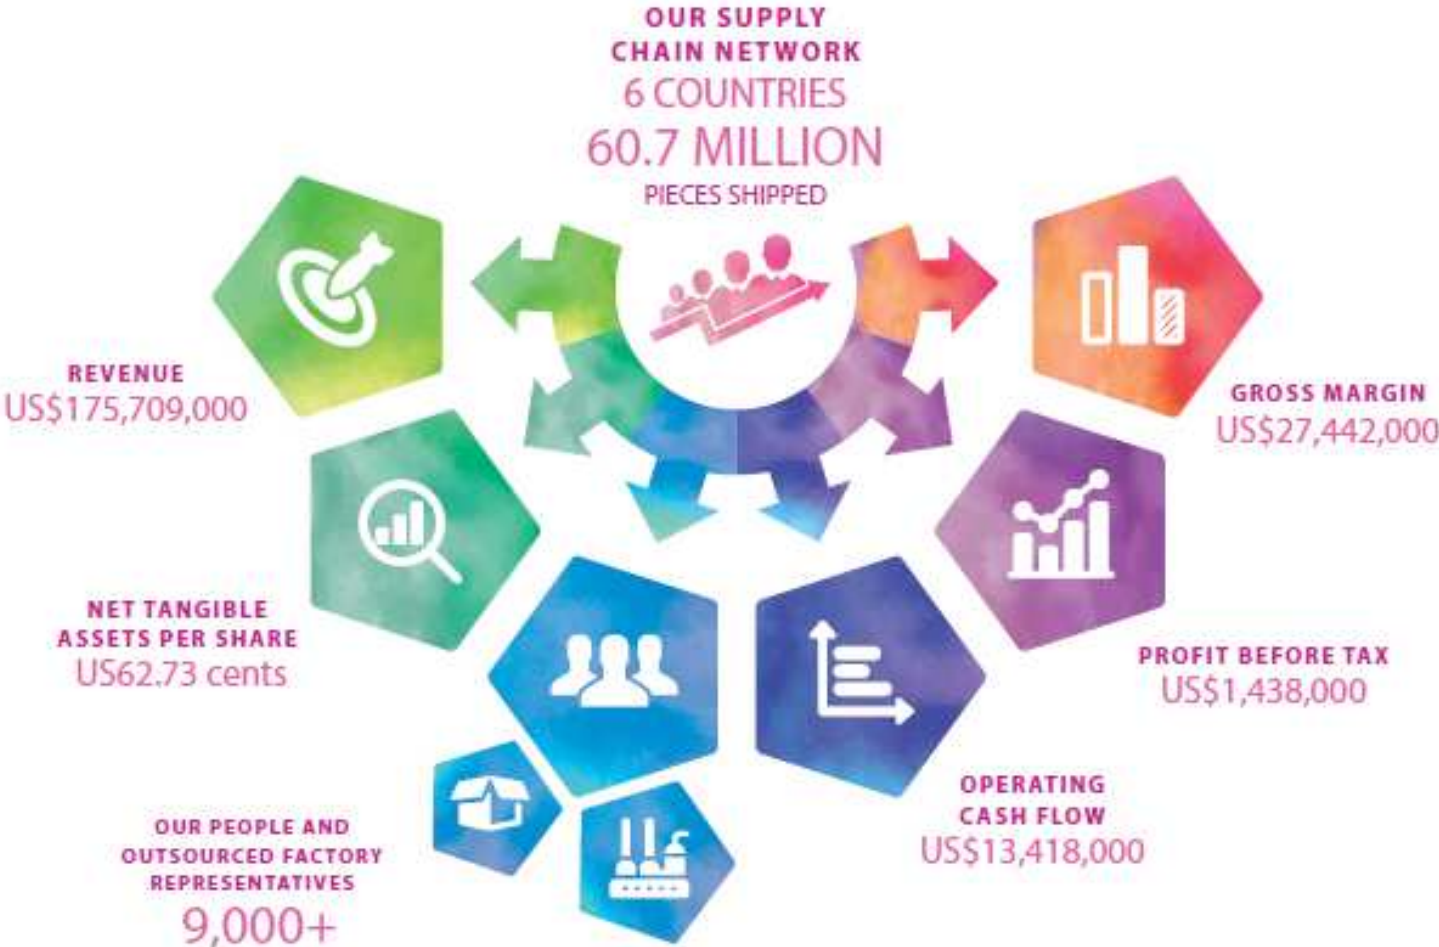 OUR SUPPLY
CHAIN NETWORK
6 COUNTRIES
60.7 MILLION
PIECES SHIPPED
REVENUE
US$175,709,000
GROSS MARGIN
US$27,442,000
NET TANGIBLE
ASSETS PER SHARE
US62.73 cents
PROFIT BEFORE TAX
US$1,438,000
OPERATING
CASH FLOW
US$13,418,000
OUR PEOPLE AND
OUTSOURCED FACTORY
REPRESENTATIVES
9,000+